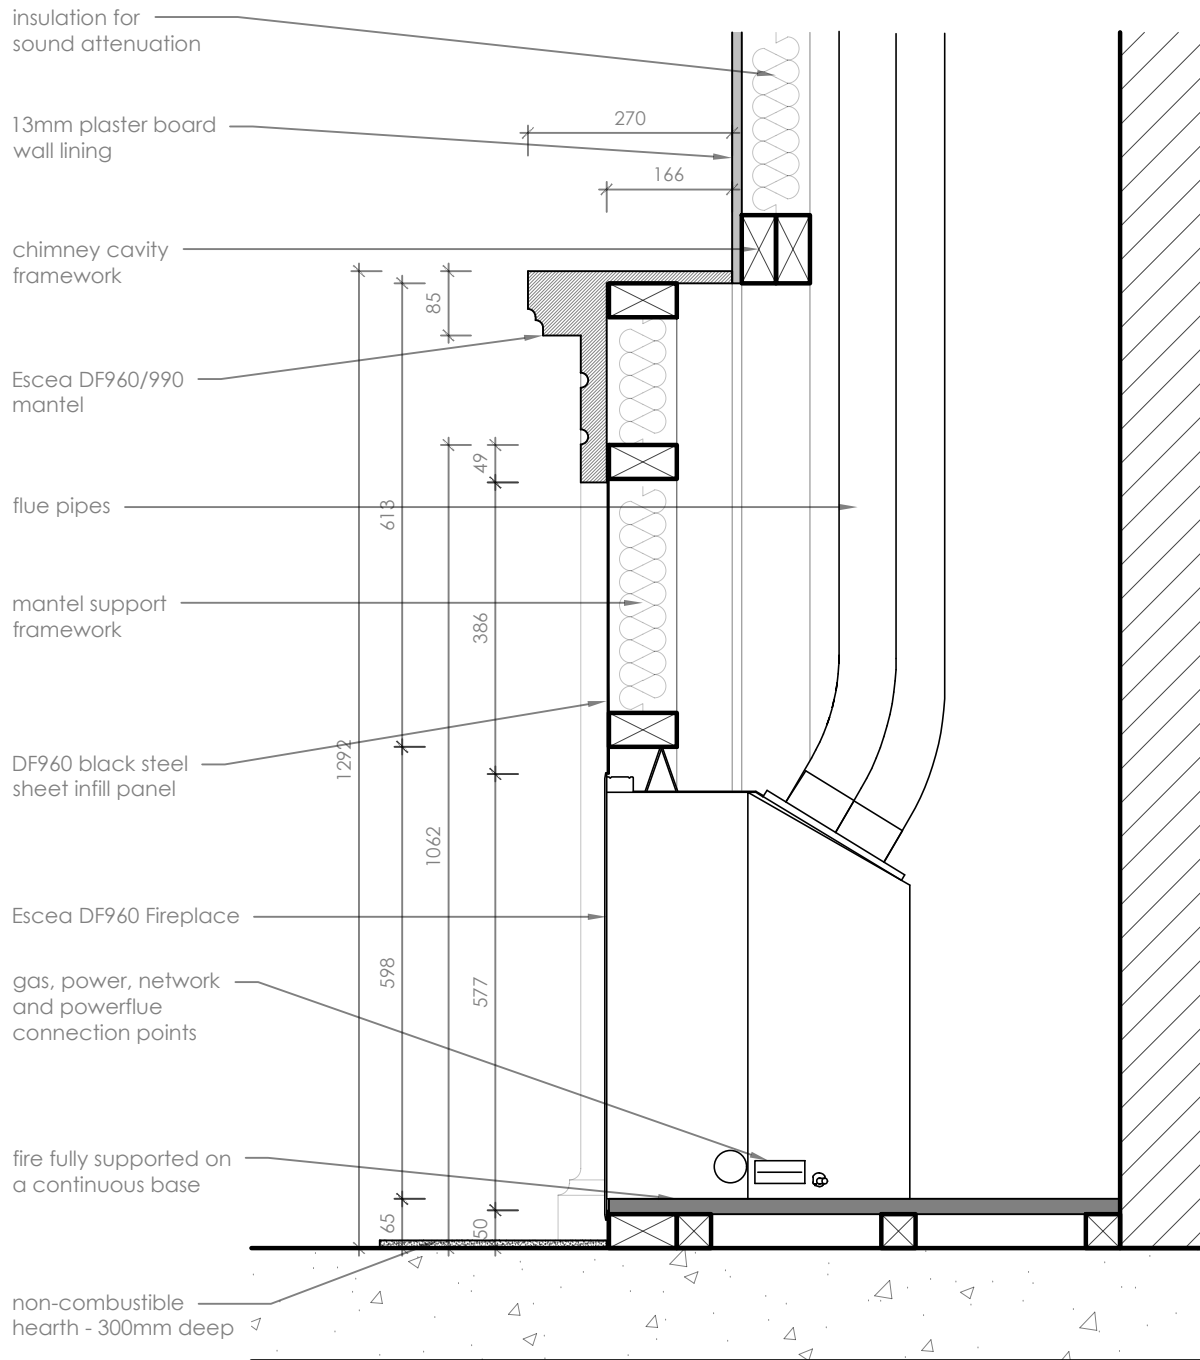 insulation for
sound attenuation
270
13mm plaster board
wall lining
166
chimney cavity
framework
85
Escea DF960/990
mantel
49
613
flue pipes
mantel support
framework
386
DF960 black steel
sheet infill panel
1292
1062
Escea DF960 Fireplace
598
577
gas, power, network
and powerflue
connection points
fire fully supported on
a continuous base
65
50
non-combustible
hearth - 300mm deep